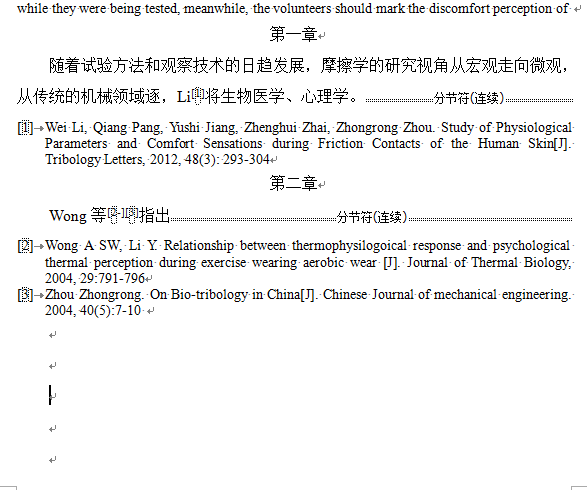 while they were being tested, meanwhile, the volunteers should mark the discomfort perception of
第一章
随着试验方法和观察技术的日趋发展，摩擦学的研究视角从宏观走向微观，
从传统的机械领域逐，Li[1]将生物医学、心理学。分节符(连续)
[1]Wei Li, Qiang Pang, Yushi Jiang, Zhenghui Zhai, Zhongrong Zhou. Study of Physiological
Parameters and Comfort Sensations during Friction Contacts of the Human Skin[J].
Tribology Letters, 2012, 48(3): 293-304
第二章
Wong 等[2-][3]指出分节符(连续)
[2]Wong A SW, Li Y. Relationship between thermophysilogoical response and psychological
thermal perception during exercise wearing aerobic wear [J]. Journal of Thermal Biology,
2004, 29:791-796
[3]Zhou Zhongrong. On Bio-tribology in China[J]. Chinese Journal of mechanical engineering.
2004, 40(5):7-10